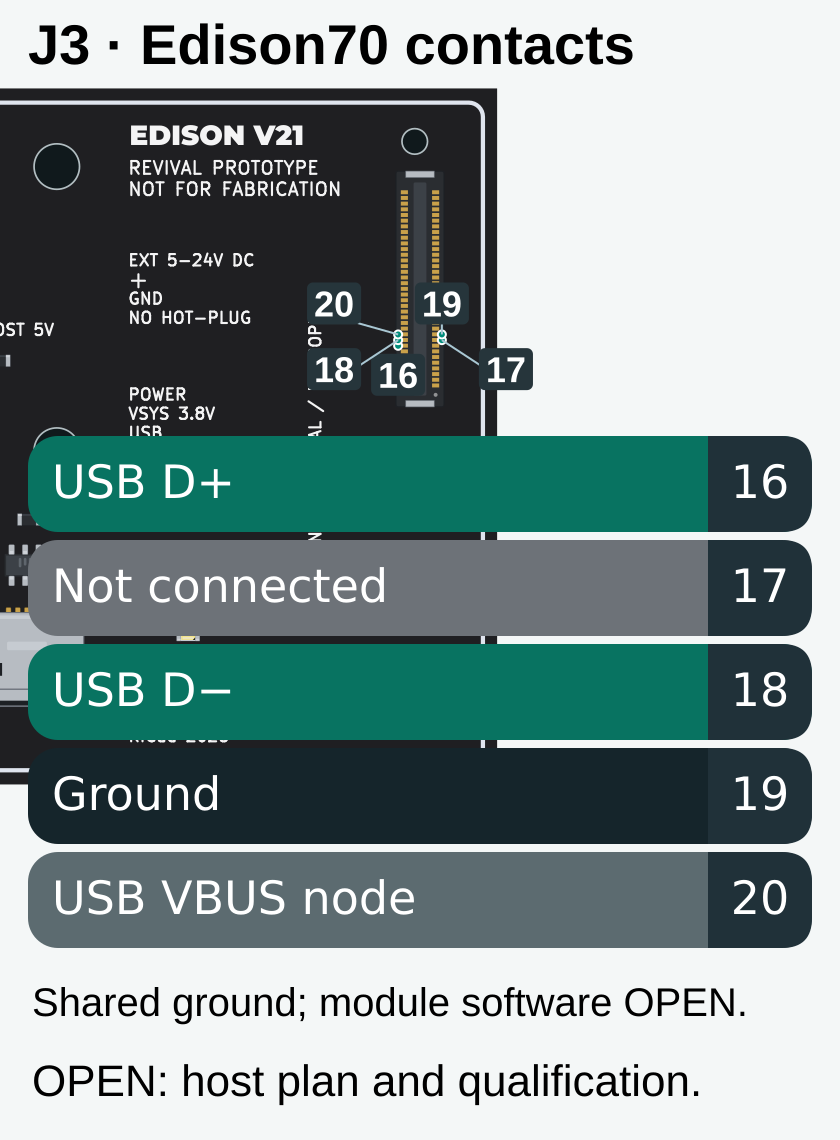 J3 · Edison70 contacts
EDISON V21
REVIVAL PROTOTYPE
NOT FOR FABRICATION
EXT 5–24V DC
+
GND
NO HOT-PLUG
5V
20
19
18
16
17
POWER
VSYS 3.8V
USB
USB D+ 16
Not connected 17
USB D− 18
Ground 19
USB VBUS node 20
Shared ground; module software OPEN.
OPEN: host plan and qualification.